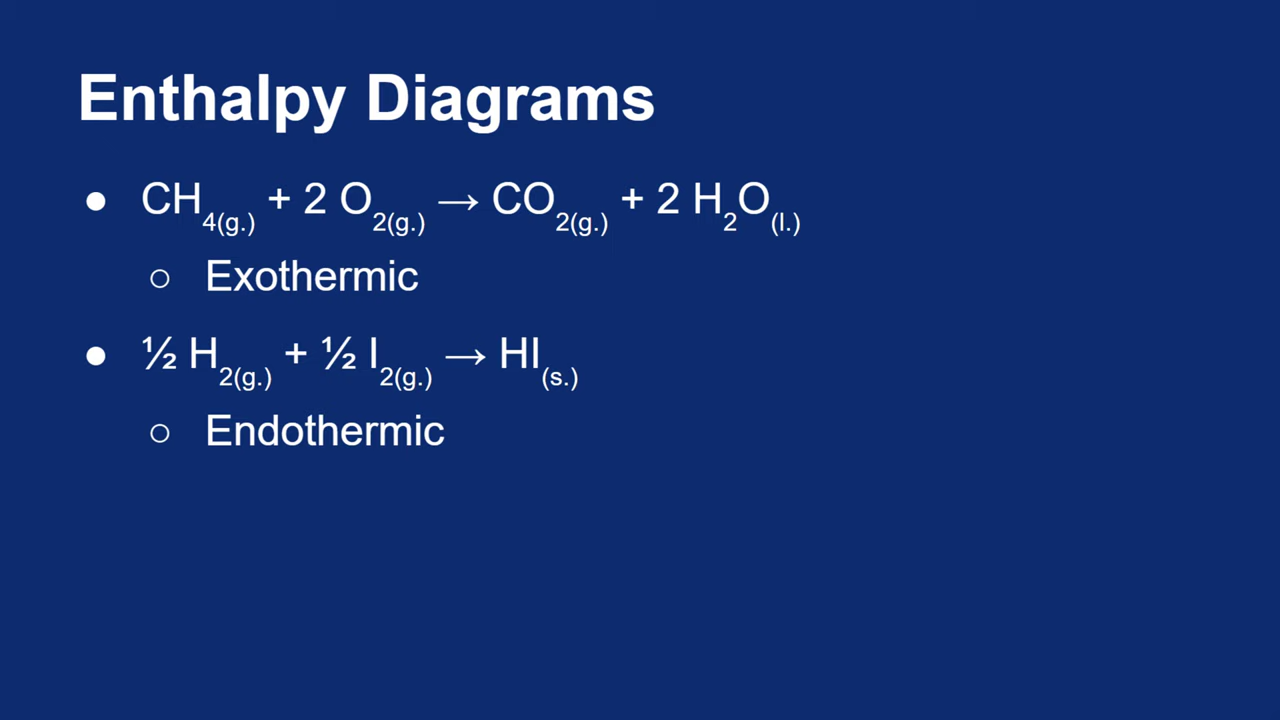 Enthalpy Diagrams
● CH4(g.) + 2 O2(g.) → CO2(g.) + 2 H2O(l.)
○ Exothermic
● ½ H2(g.) + ½ I2(g.) → HI(s.)
○ Endothermic